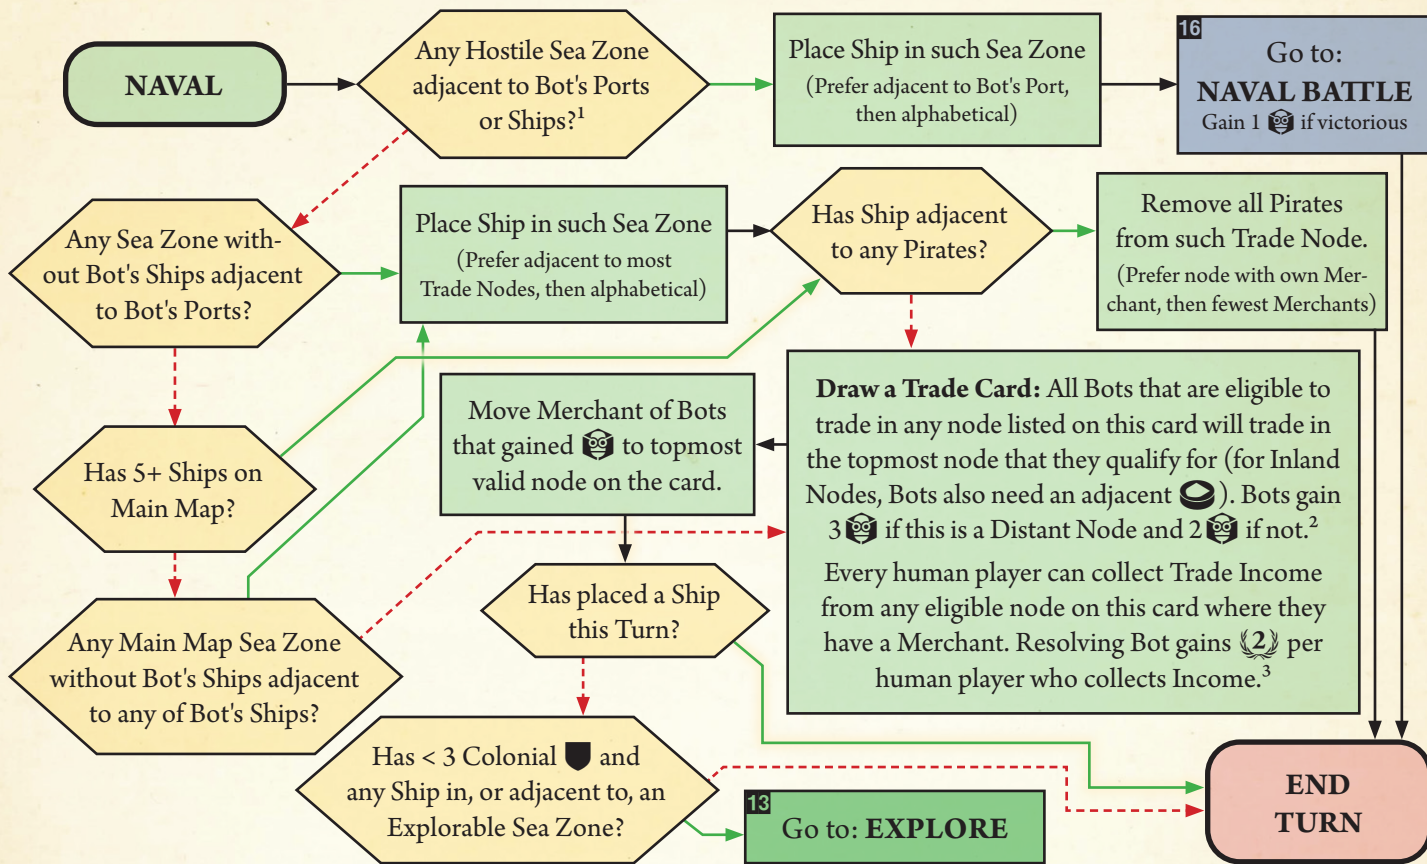 NAVAL
Any Hostile Sea Zone
adjacent to Bot's Ports
or Ships?¹
Place Ship in such Sea Zone
(Prefer adjacent to Bot's Port,
then alphabetical)
16
Go to:
NAVAL BATTLE
Gain 1 if victorious
Any Sea Zone with-
out Bot's Ships adjacent
to Bot's Ports?
Place Ship in such Sea Zone
(Prefer adjacent to most
Trade Nodes, then alphabetical)
Has Ship adjacent
to any Pirates?
Remove all Pirates
from such Trade Node.
(Prefer node with own Mer-
chant, then fewest Merchants)
Has 5+ Ships on
Main Map?
Move Merchant of Bots
that gained to topmost
valid node on the card.
Draw a Trade Card: All Bots that are eligible to
trade in any node listed on this card will trade in
the topmost node that they qualify for (for Inland
Nodes, Bots also need an adjacent ). Bots gain
3 if this is a Distant Node and 2 if not.²
Every human player can collect Trade Income
from any eligible node on this card where they
have a Merchant. Resolving Bot gains 2 per
human player who collects Income.³
Any Main Map Sea Zone
without Bot's Ships adjacent
to any of Bot's Ships?
Has placed a Ship
this Turn?
Has < 3 Colonial and
any Ship in, or adjacent to, an
Explorable Sea Zone?
13
Go to: EXPLORE
END
TURN